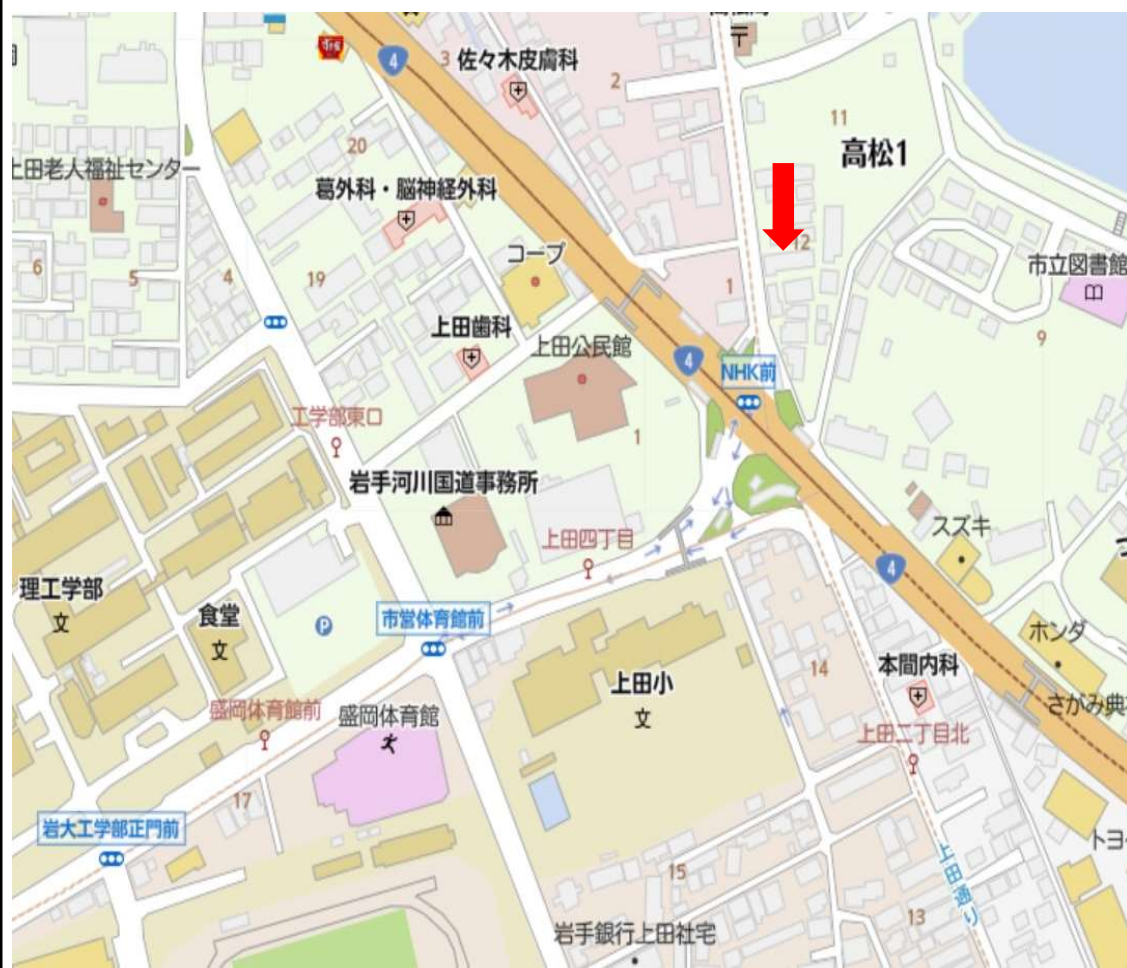 〒
4
3
佐々木皮膚科
2
11
高松1
上田老人福祉センター
20
葛外科・脳神経外科
12
6
5
4
19
コープ
1
市立図書館
上田歯科
上田公民館
4
NHK前
9
工学部東口
1
岩手河川国道事務所
上田四丁目
スズキ
4
理工学部
文
食堂
文
P
市営体育館前
ホンダ
上田小
文
14
本間内科
盛岡体育館前
盛岡体育館
上田二丁目北
17
岩大工学部正門前
上田通り
15
13
岩手銀行上田社宅